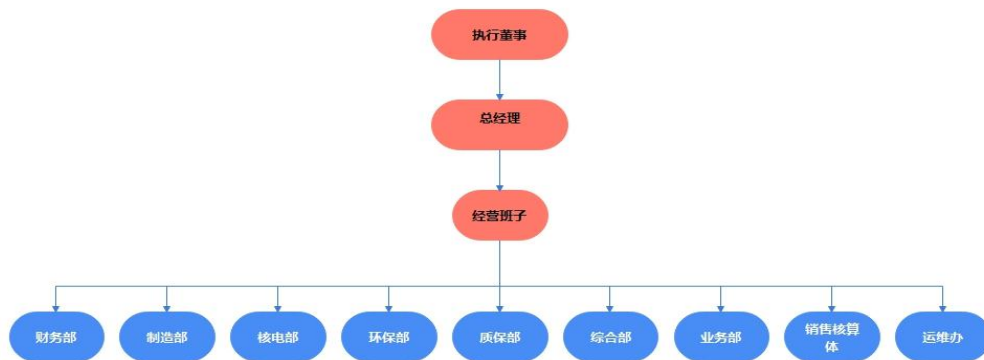 执行董事
总经理
经营班子
财务部
制造部
核电部
环保部
质保部
综合部
业务部
销售核算
体
运维办